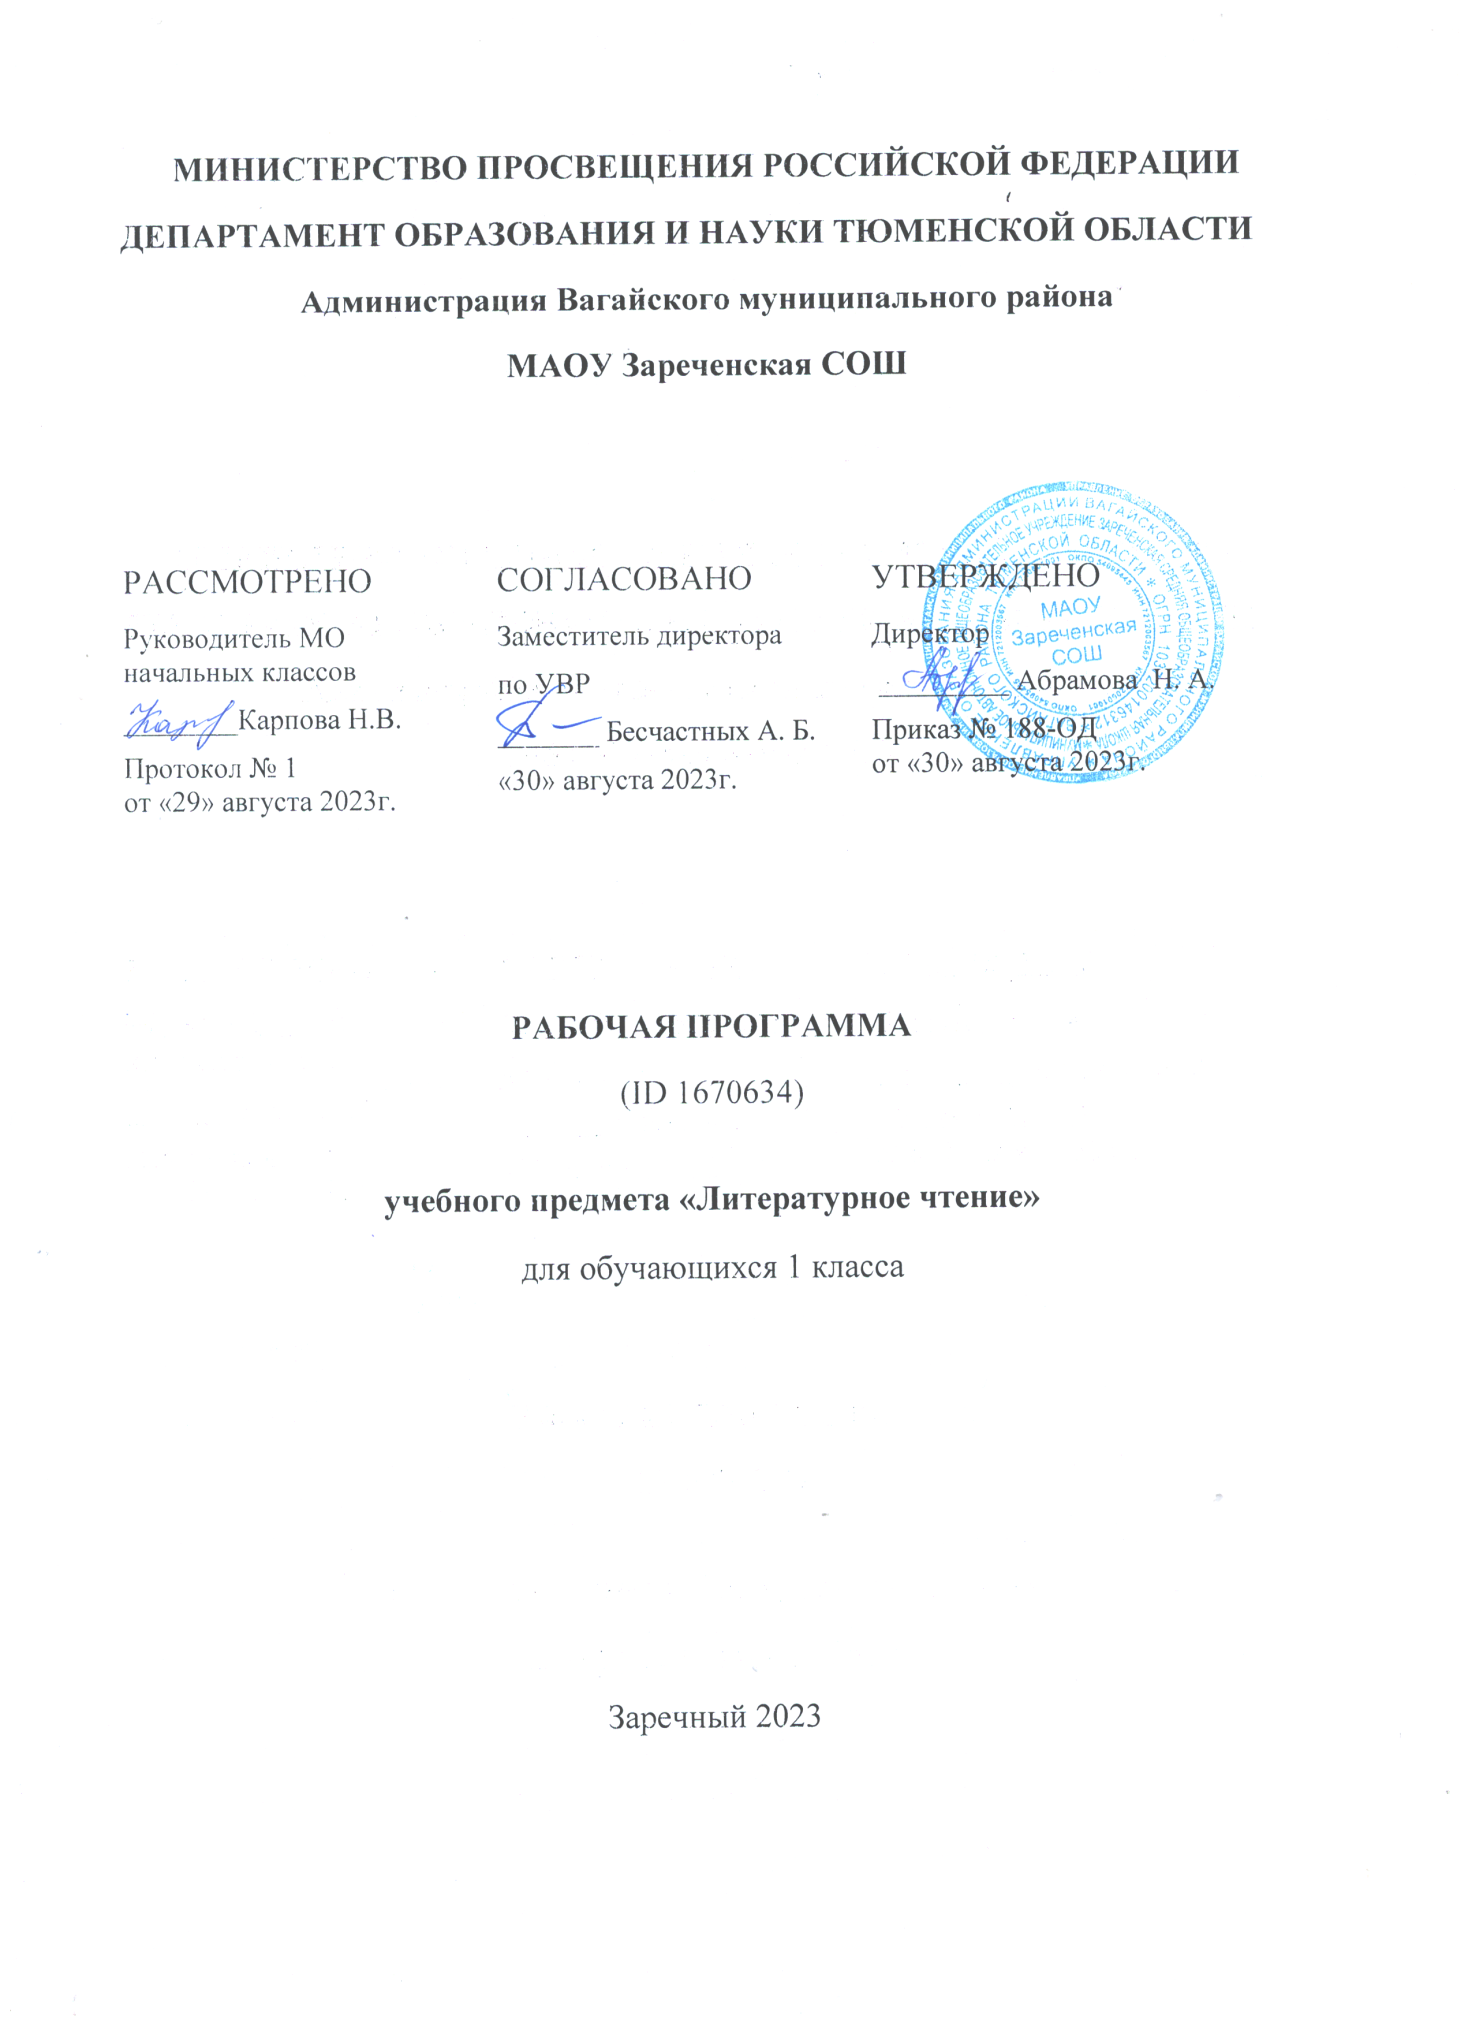 МИНИСТЕРСТВО ПРОСВЕЩЕНИЯ РОССИЙСКОЙ ФЕДЕРАЦИИ
ДЕПАРТАМЕНТ ОБРАЗОВАНИЯ И НАУКИ ТЮМЕНСКОЙ ОБЛАСТИ
Администрация Вагайского муниципального района
МАОУ Зареченская СОШ
РАССМОТРЕНО
Руководитель МО
начальных классов
Карпова Н.В.
Протокол № 1
от «29» августа 2023г.
СОГЛАСОВАНО
Заместитель директора
по УВР
Бесчастных А. Б.
«30» августа 2023г.
УТВЕРЖДЕНО
Директор
Абрамова Н. А.
Приказ № 188-ОД
от «30» августа 2023г.
МАОУ
Зареченская
СОШ
РАБОЧАЯ ПРОГРАММА
(ID 1670634)
учебного предмета «Литературное чтение»
для обучающихся 1 класса
Заречный 2023